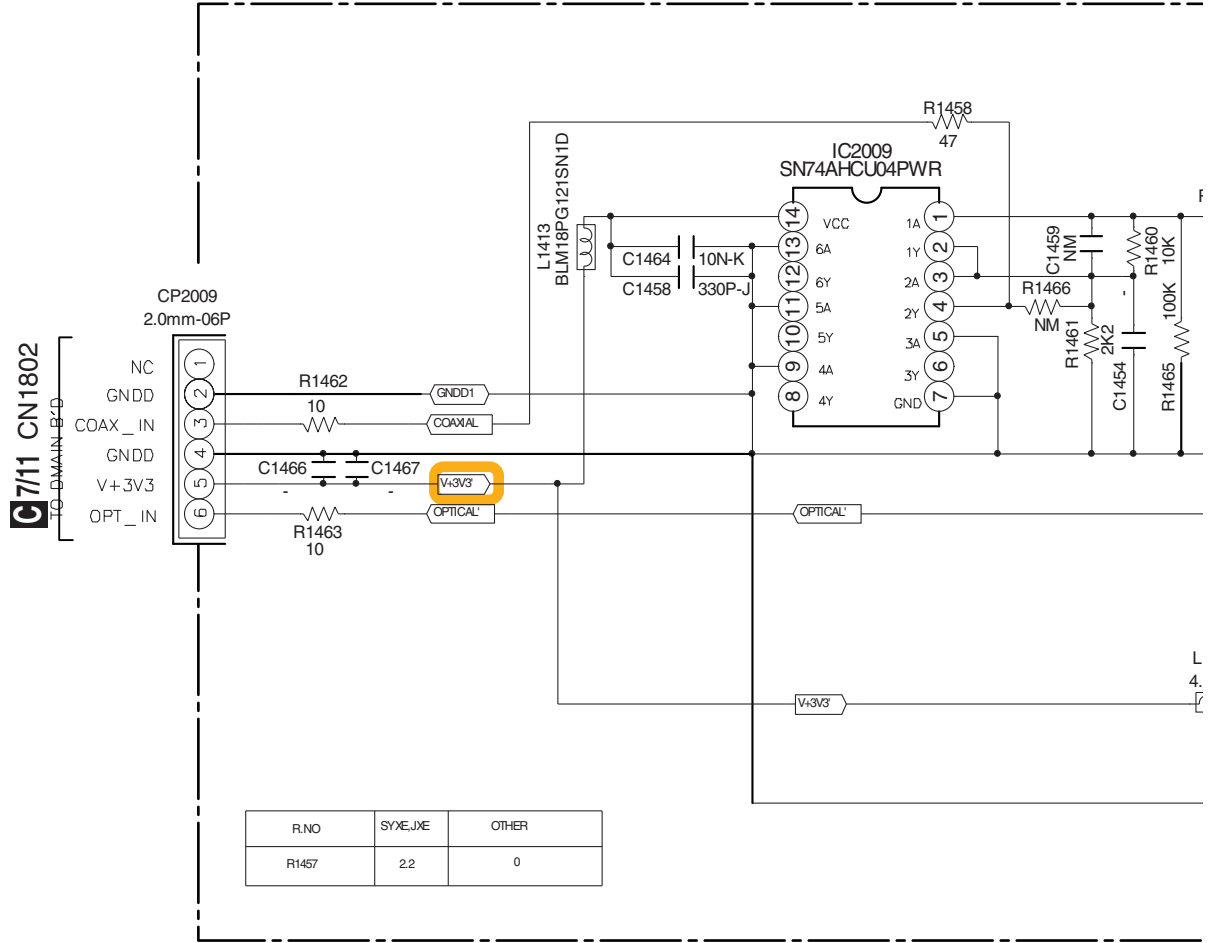 R1458
47
IC2009
SN74AHCU04PWR
L1413
BLM18PG121SN1D
14
VCC
1A
1
13
6A
1Y
2
12
6Y
2A
3
11
5A
2Y
4
10
5Y
3A
5
9
4A
3Y
6
8
4Y
GND
7
C1464
10N-K
C1458
330P-J
C1459
NM
R1460
10K
R1466
NM
R1461
2K2
C1454
-
100K
R1465
CP2009
2.0mm-06P
C 7/11 CN1802
TO DMAIN B'D
NC
1
GNDD
2
COAX_IN
3
GNDD
4
V+3V3
5
OPT_IN
6
R1462
10
GNDD1
COAXIAL
C1466
-
C1467
-
V+3V3'
OPTICAL'
R1463
10
OPTICAL'
V+3V3'
L
4.
R.NO SYXE,JXE OTHER
R1457 2.2 0